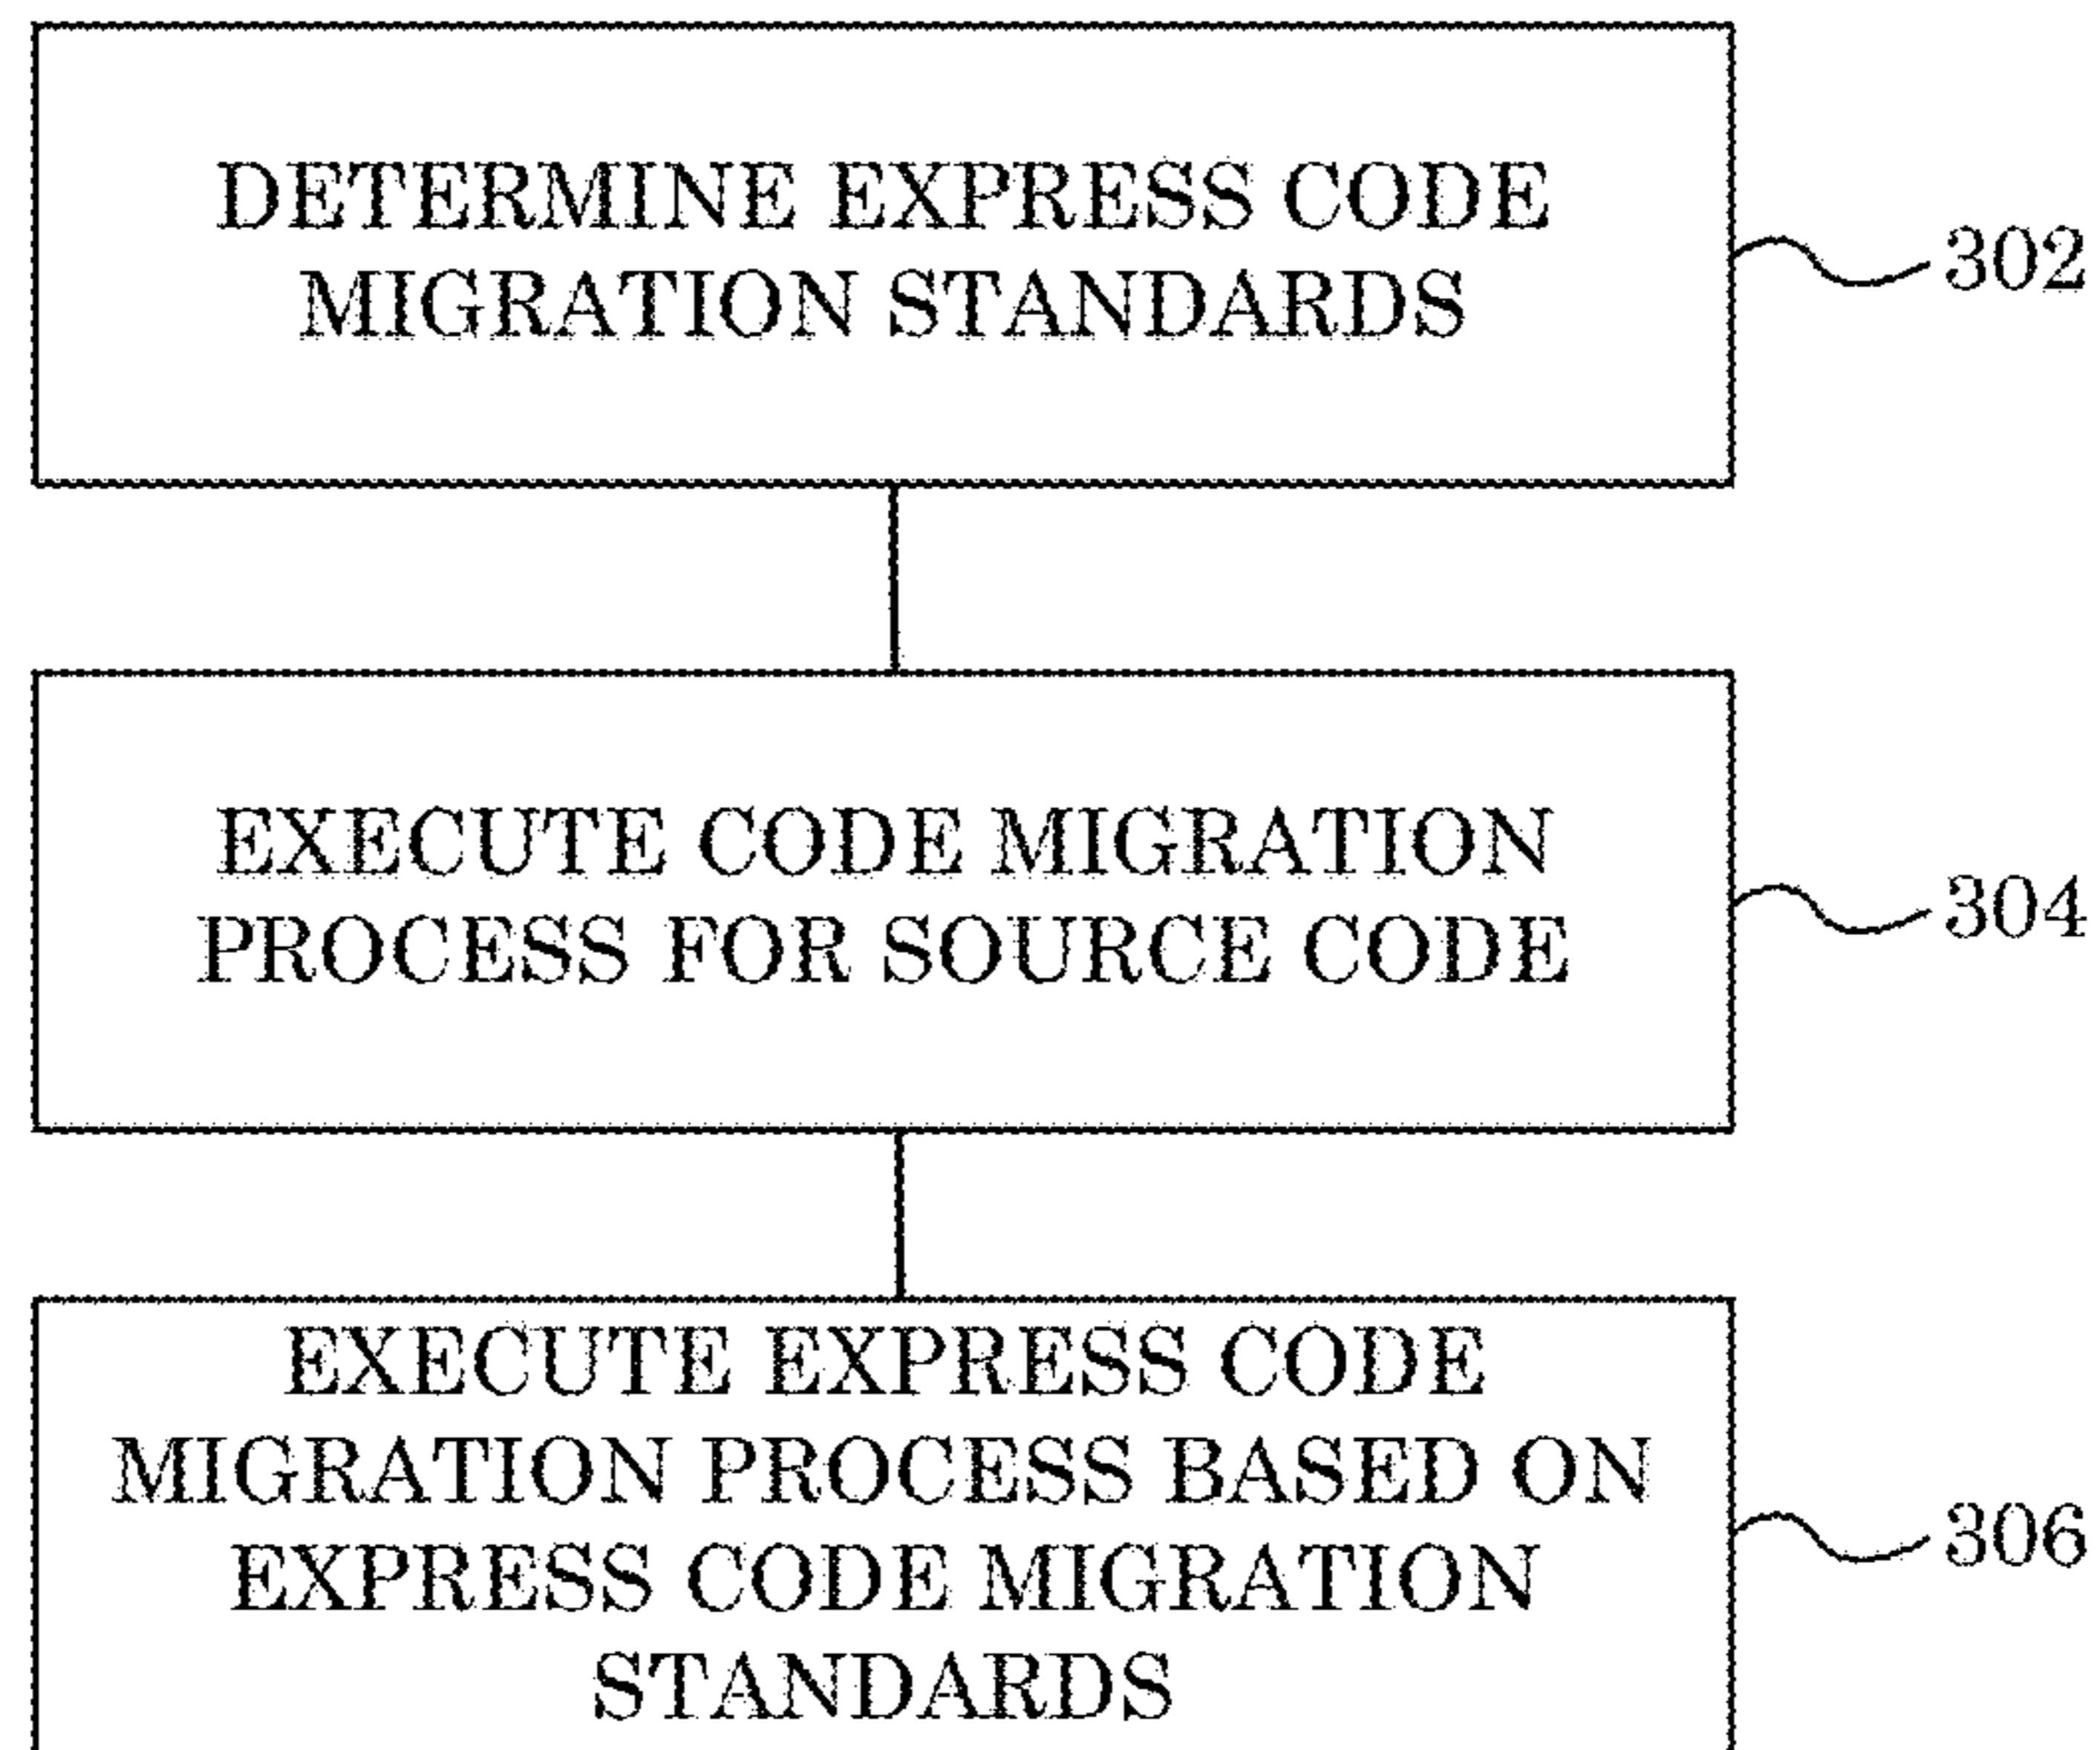 DETERMINE EXPRESS CODE
MIGRATION STANDARDS
302
EXECUTE CODE MIGRATION
PROCESS FOR SOURCE CODE
304
EXECUTE EXPRESS CODE
MIGRATION PROCESS BASED ON
EXPRESS CODE MIGRATION
STANDARDS
306